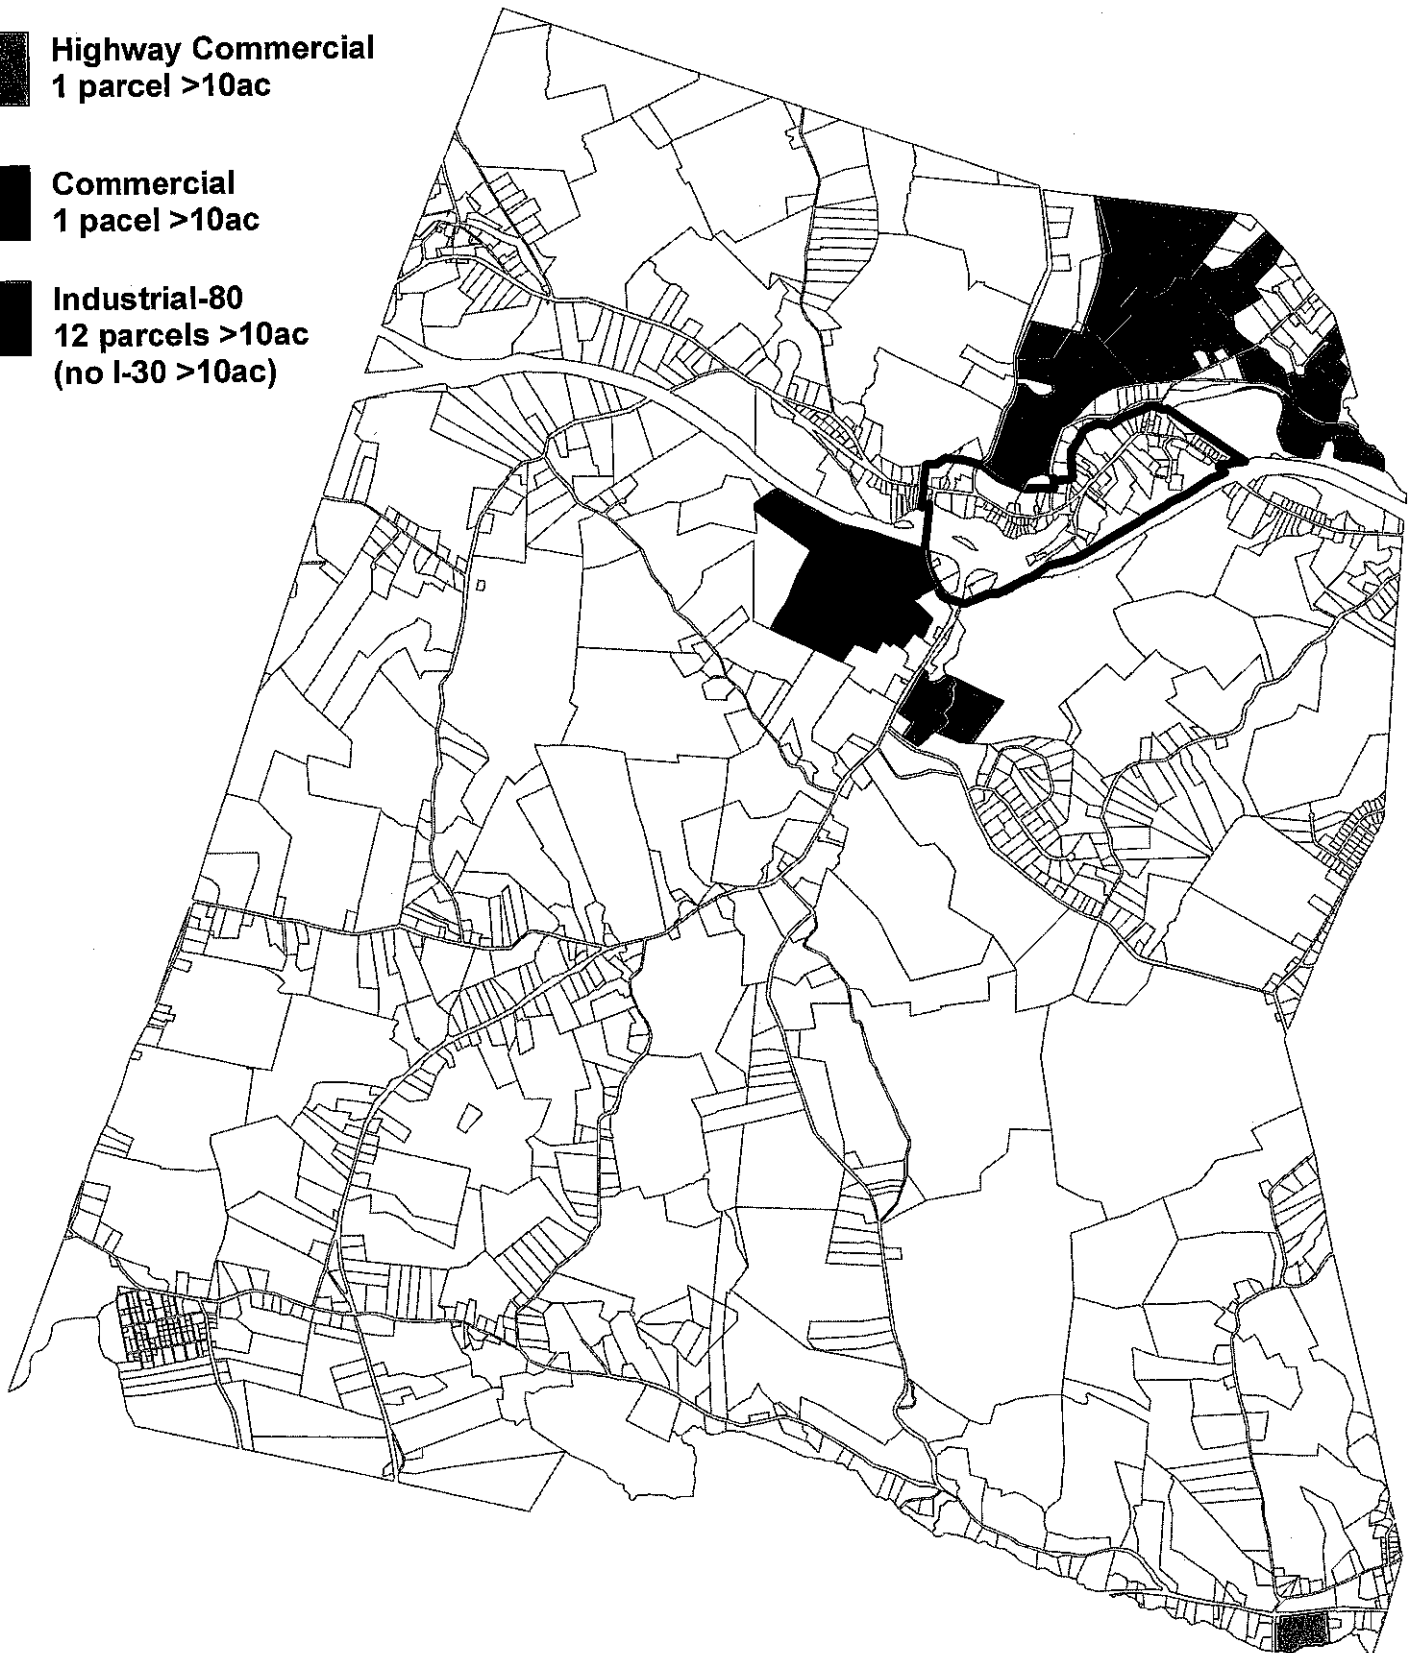 Highway Commercial
1 parcel >10ac
Commercial
1 pacel >10ac
Industrial-80
12 parcels >10ac
(no I-30 >10ac)